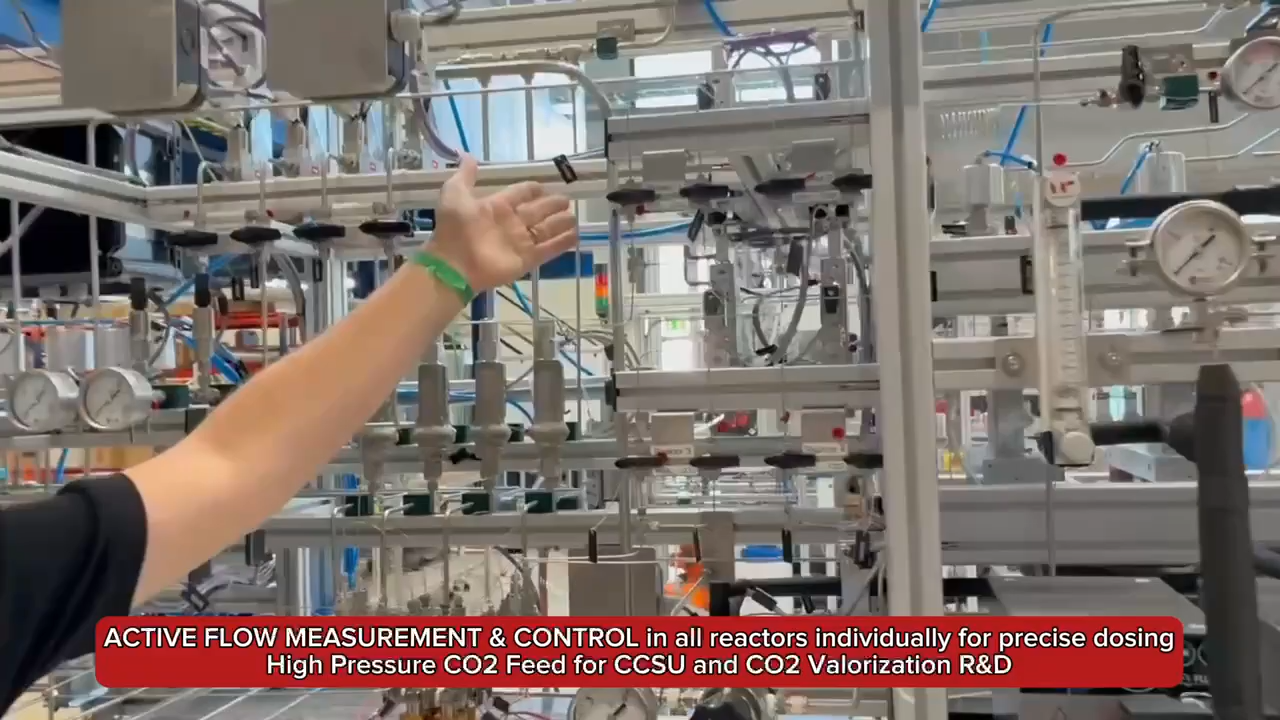 ACTIVE FLOW MEASUREMENT & CONTROL in all reactors individually for precise dosing
High Pressure CO2 Feed for CCSU and CO2 Valorization R&D